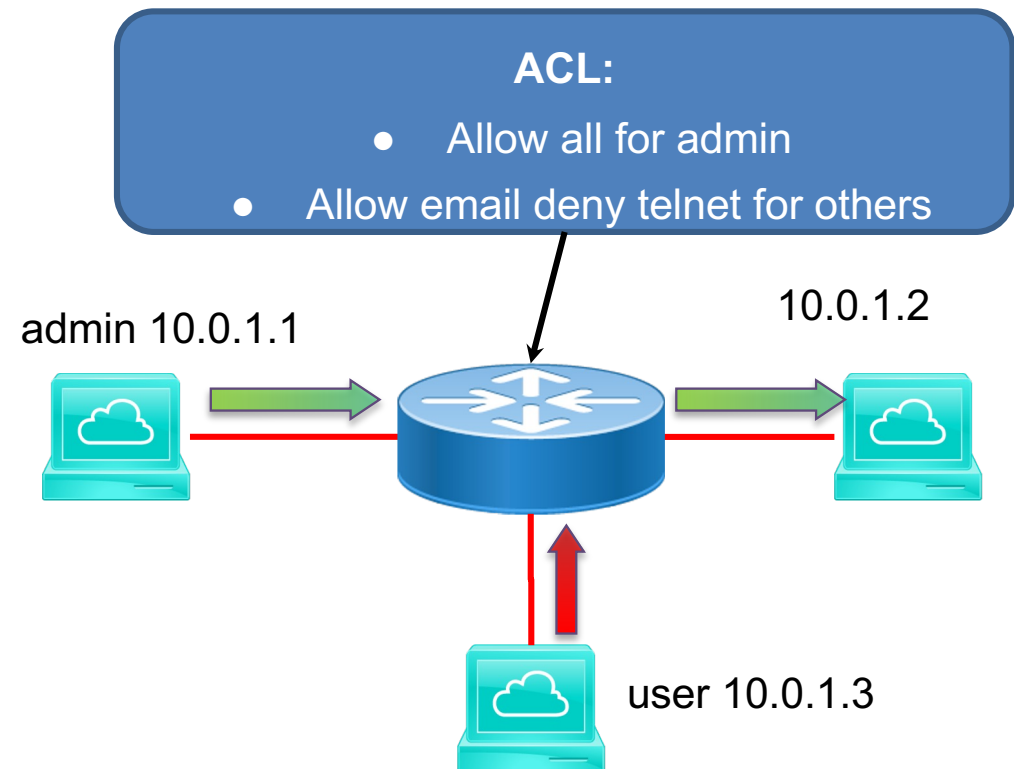 ACL:
● Allow all for admin
● Allow email deny telnet for others
10.0.1.2
admin 10.0.1.1
user 10.0.1.3